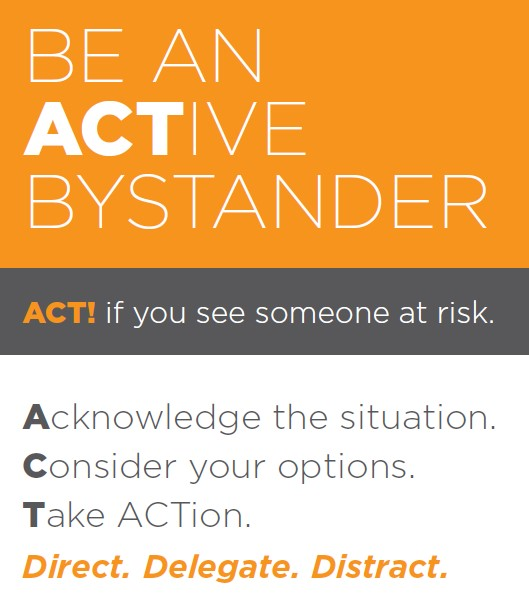 BE AN
ACTIVE
BYSTANDER
ACT! if you see someone at risk.
Acknowledge the situation.
Consider your options.
Take ACTion.
Direct. Delegate. Distract.